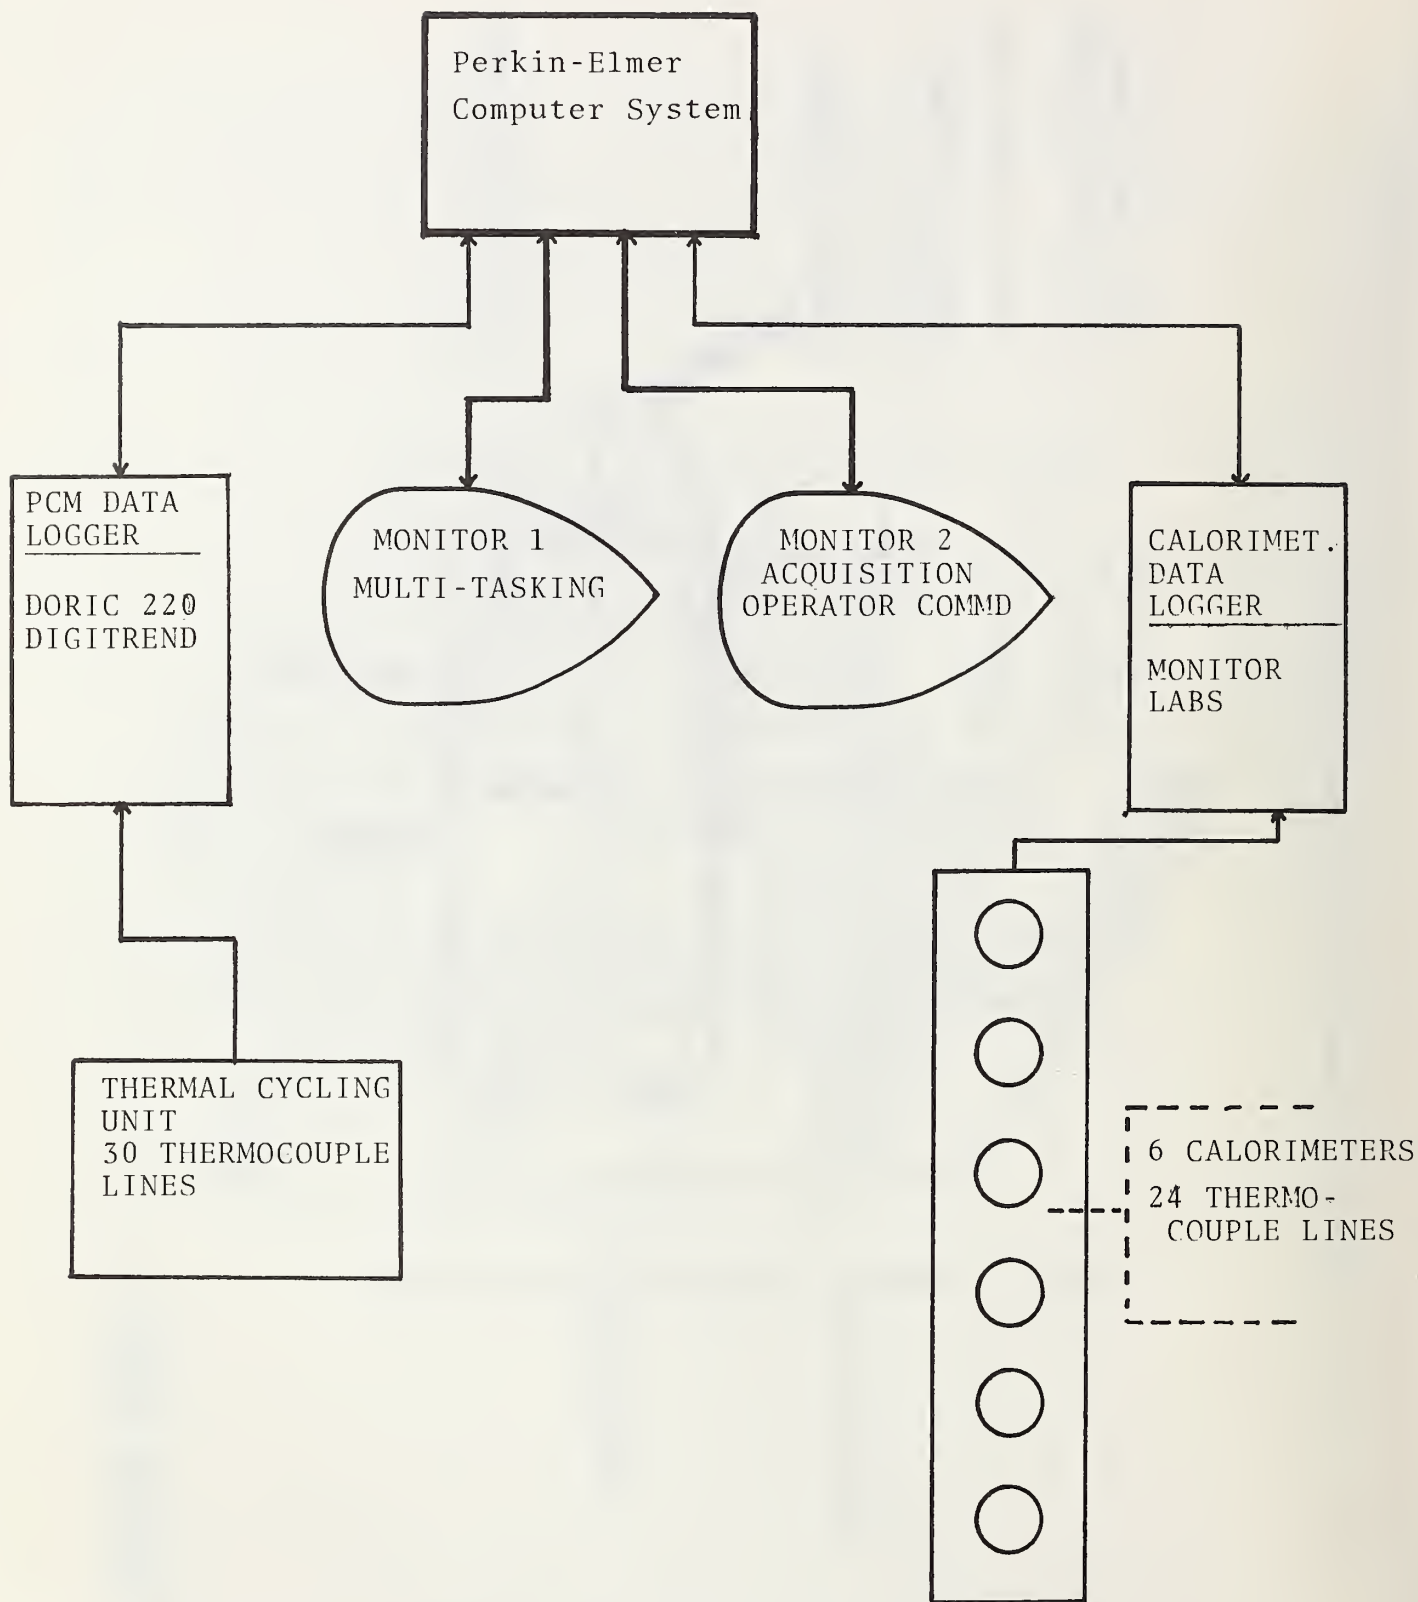 Perkin-Elmer
Computer System
PCM DATA
LOGGER
DORIC 220
DIGITREND
MONITOR 1
MULTI-TASKING
MONITOR 2
ACQUISITION
OPERATOR COMMD
CALORIMET.
DATA
LOGGER
MONITOR
LABS
THERMAL CYCLING
UNIT
30 THERMOCOUPLE
LINES
6 CALORIMETERS
24 THERMO-
COUPLE LINES